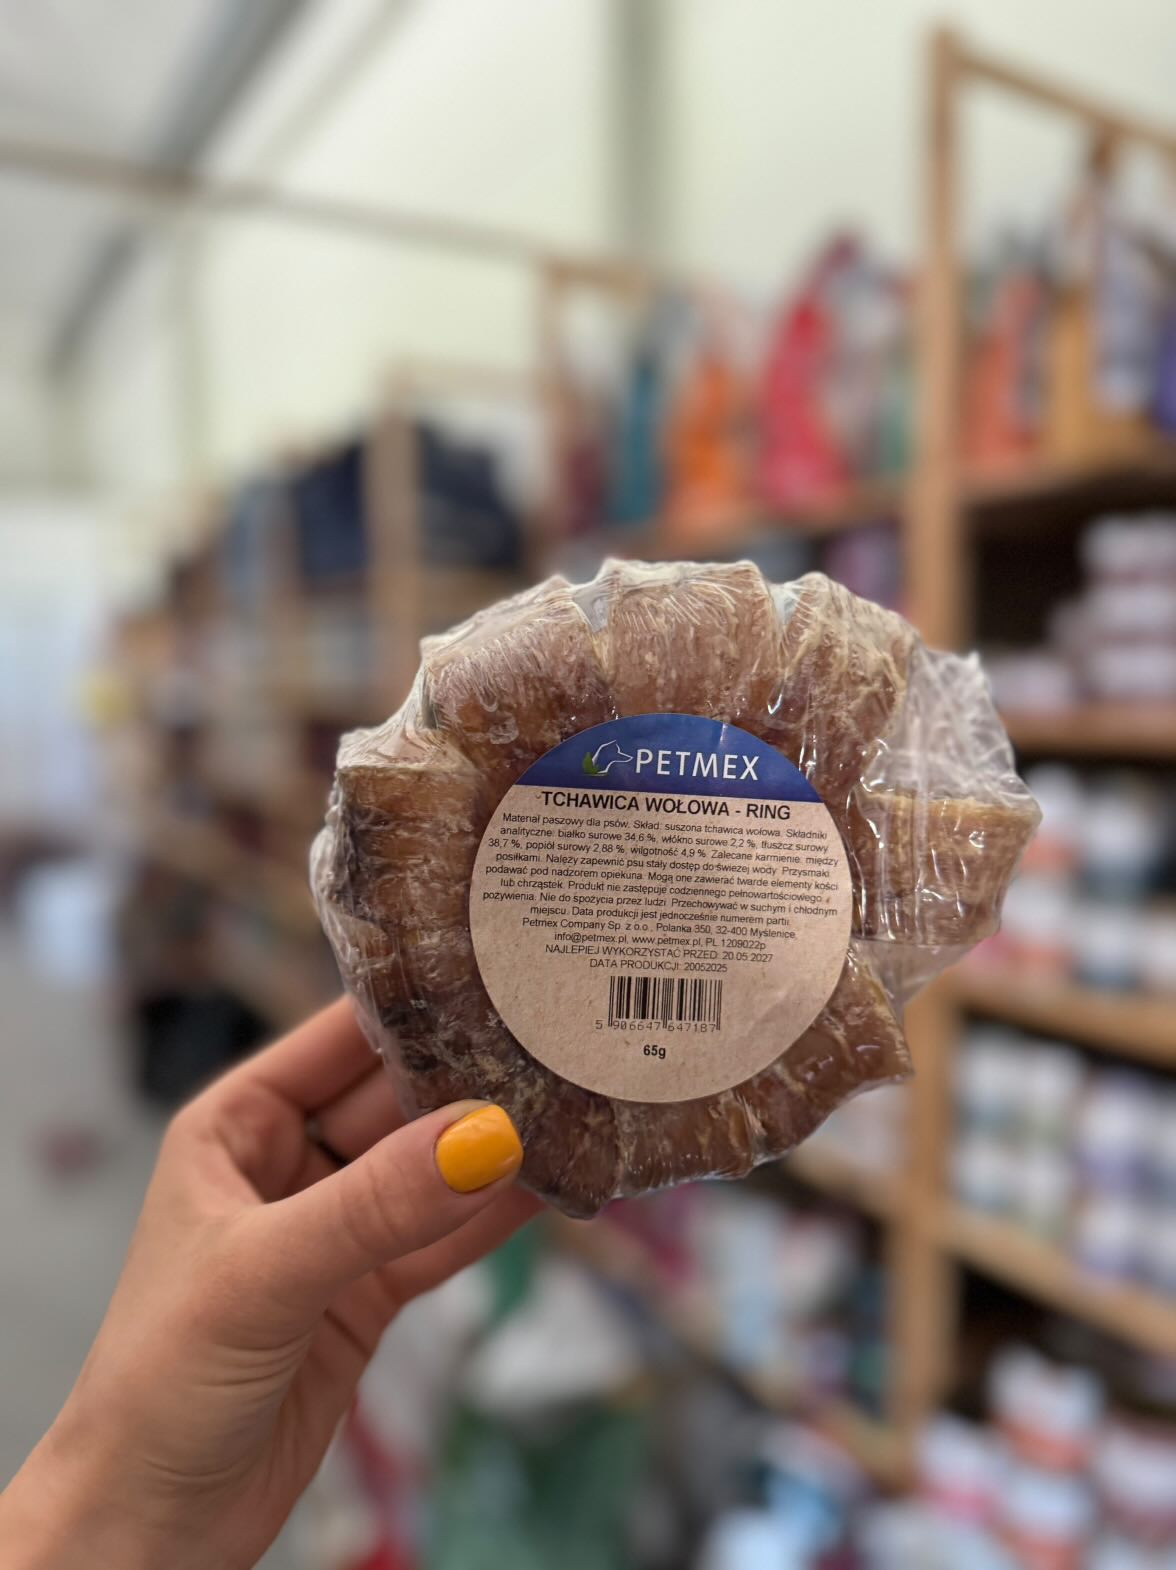 PETMEX
TCHAWICA WOŁOWA - RING
Materiał paszowy dla psów. Skład: suszona tchawica wołowa. Składniki
analityczne: białko surowe 34,6 %, włókno surowe 2,2 %, tłuszcz surowy
38,7 %, popiół surowy 2,88 %, wilgotność 4,9 %. Zalecane karmienie: między
posiłkami. Należy zapewnić psu stały dostęp do świeżej wody. Przysmaki
podawać pod nadzorem opiekuna. Mogą one zawierać twarde elementy kości
lub chrząstek. Produkt nie zastępuje codziennego pełnowartościowego
pożywienia. Nie do spożycia przez ludzi. Przechowywać w suchym i chłodnym
miejscu. Data produkcji jest jednocześnie numerem partii.
Petmex Company Sp. z o.o., Polanka 350, 32-400 Myślenice,
info@petmex.pl, www.petmex.pl, PL 1209022p
NAJLEPIEJ WYKORZYSTAĆ PRZED: 20.05.2027
DATA PRODUKCJI: 20052025
5 906647 647187
65g